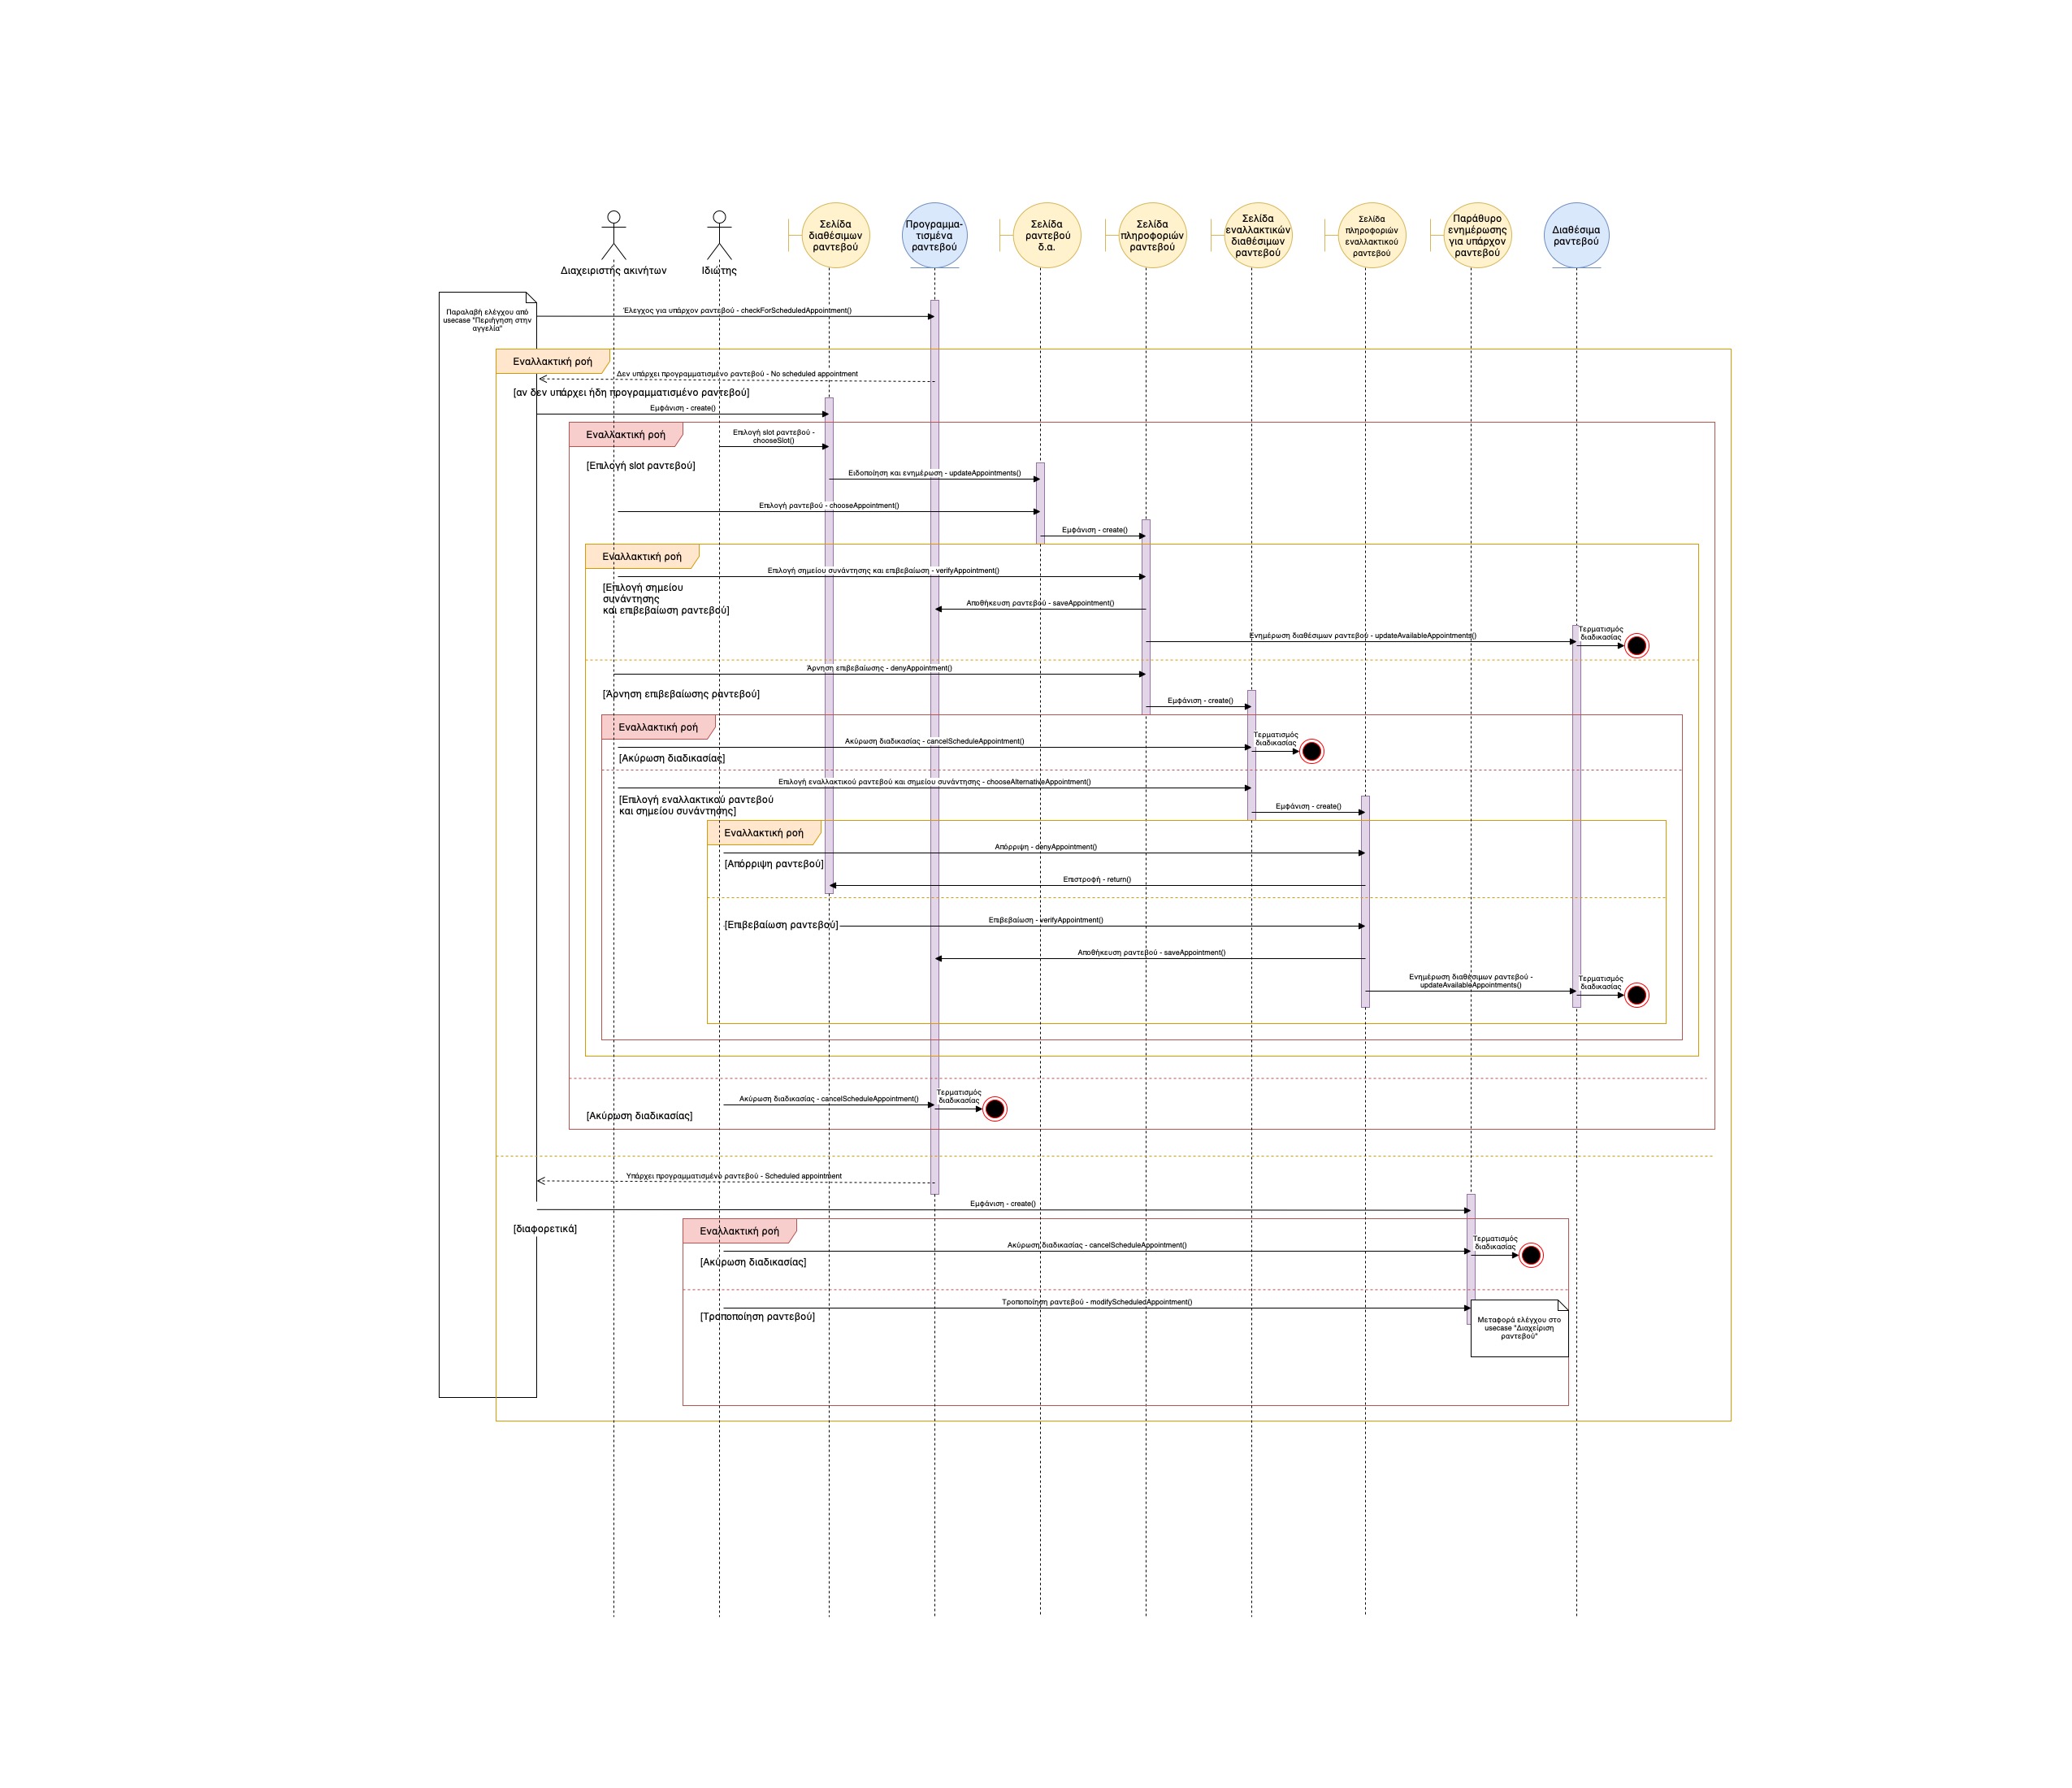 Διαχειριστής ακινήτων
Ιδιώτης
Σελίδα
διαθέσιμων
ραντεβού
Προγραμμα-
τισμένα
ραντεβού
Σελίδα
ραντεβού
δ.α.
Σελίδα
πληροφοριών
ραντεβού
Σελίδα
εναλλακτικών
διαθέσιμων
ραντεβού
Σελίδα
πληροφοριών
εναλλακτικού
ραντεβού
Παράθυρο
ενημέρωσης
για υπάρχον
ραντεβού
Διαθέσιμα
ραντεβού
Παραλαβή ελέγχου από
usecase "Περιήγηση στην
αγγελία"
Έλεγχος για υπάρχον ραντεβού - checkForScheduledAppointment()
Εναλλακτική ροή
Δεν υπάρχει προγραμματισμένο ραντεβού - No scheduled appointment
[αν δεν υπάρχει ήδη προγραμματισμένο ραντεβού]
Εμφάνιση - create()
Εναλλακτική ροή
Επιλογή slot ραντεβού -
chooseSlot()
[Επιλογή slot ραντεβού]
Ειδοποίηση και ενημέρωση - updateAppointments()
Επιλογή ραντεβού - chooseAppointment()
Εμφάνιση - create()
Εναλλακτική ροή
Επιλογή σημείου συνάντησης και επιβεβαίωση - verifyAppointment()
[Επιλογή σημείου
συνάντησης
και επιβεβαίωση ραντεβού]
Αποθήκευση ραντεβού - saveAppointment()
Ενημέρωση διαθέσιμων ραντεβού - updateAvailableAppointments()
Τερματισμός
διαδικασίας
Άρνηση επιβεβαίωσης - denyAppointment()
[Άρνηση επιβεβαίωσης ραντεβού]
Εμφάνιση - create()
Εναλλακτική ροή
Ακύρωση διαδικασίας - cancelScheduleAppointment()
Τερματισμός
διαδικασίας
[Ακύρωση διαδικασίας]
Επιλογή εναλλακτικού ραντεβού και σημείου συνάντησης - chooseAlternativeAppointment()
[Επιλογή εναλλακτικού ραντεβού
και σημείου συνάντησης]
Εμφάνιση - create()
Εναλλακτική ροή
Απόρριψη - denyAppointment()
[Απόρριψη ραντεβού]
Επιστροφή - return()
Επιβεβαίωση - verifyAppointment()
[Επιβεβαίωση ραντεβού]
Αποθήκευση ραντεβού - saveAppointment()
Ενημέρωση διαθέσιμων ραντεβού -
updateAvailableAppointments()
Τερματισμός
διαδικασίας
Ακύρωση διαδικασίας - cancelScheduleAppointment()
Τερματισμός
διαδικασίας
[Ακύρωση διαδικασίας]
Υπάρχει προγραμματισμένο ραντεβού - Scheduled appointment
Εμφάνιση - create()
[διαφορετικά]
Εναλλακτική ροή
Ακύρωση διαδικασίας - cancelScheduleAppointment()
Τερματισμός
διαδικασίας
[Ακύρωση διαδικασίας]
Τροποποίηση ραντεβού - modifyScheduledAppointment()
[Τροποποίηση ραντεβού]
Μεταφορά ελέγχου στο
usecase "Διαχείριση
ραντεβού"